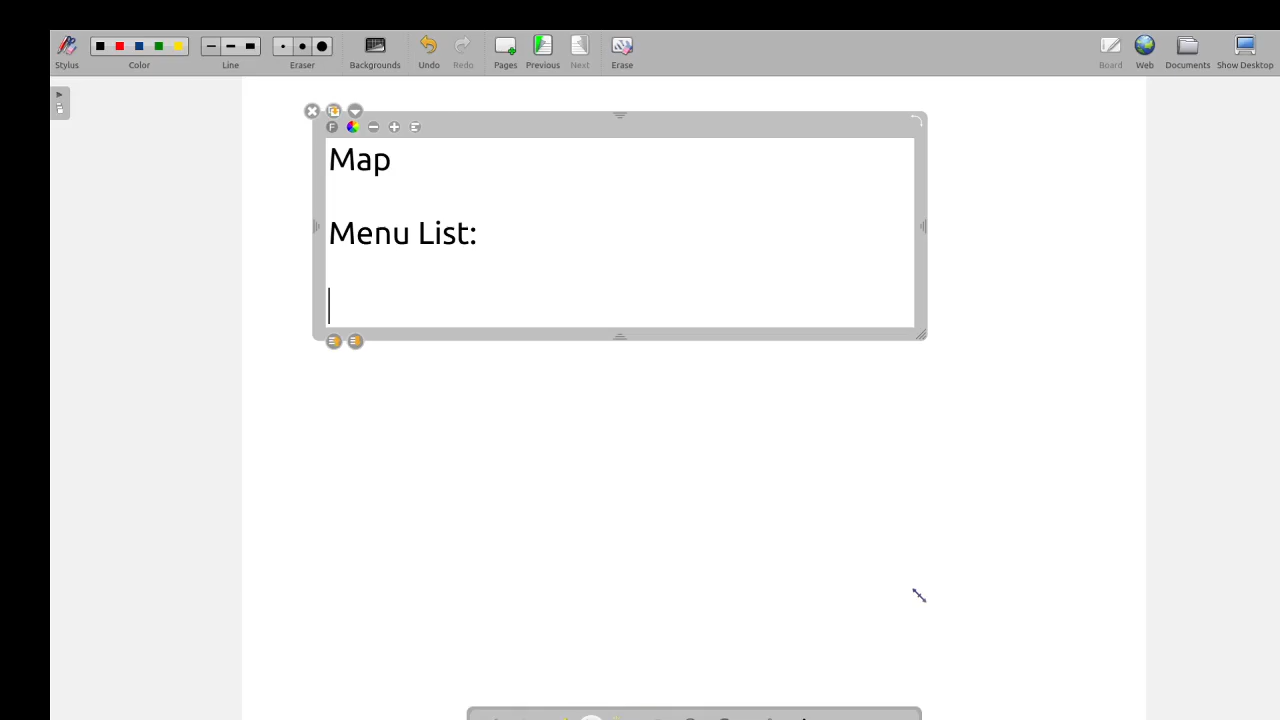 Stylus Color Line Eraser Backgrounds Undo Redo Pages Previous Next Erase Board Web Documents Show Desktop
F
Map
Menu List: